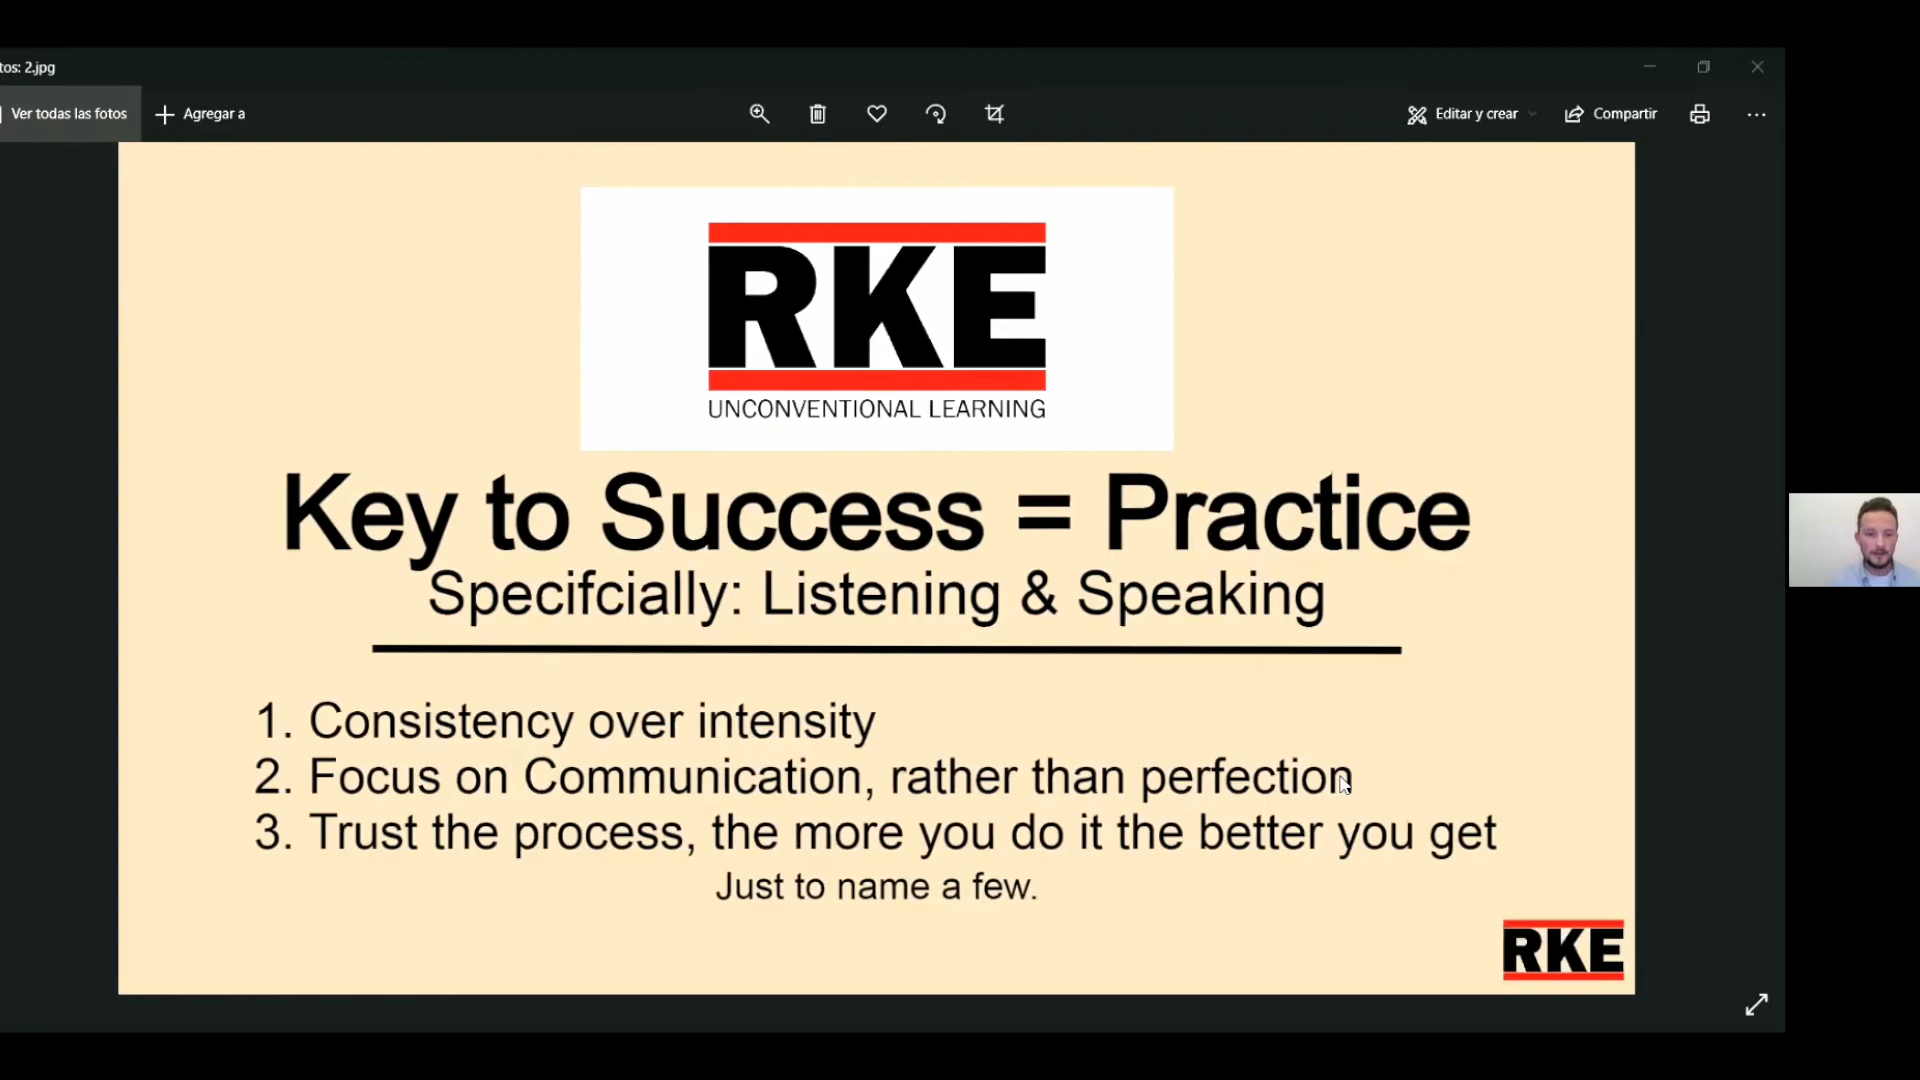 tos: 2.jpg
Ver todas las fotos
Agregar a
Editar y crear
Compartir
RKE
UNCONVENTIONAL LEARNING
Key to Success = Practice
Specifcially: Listening & Speaking
1. Consistency over intensity
2. Focus on Communication, rather than perfection
3. Trust the process, the more you do it the better you get
Just to name a few.
RKE